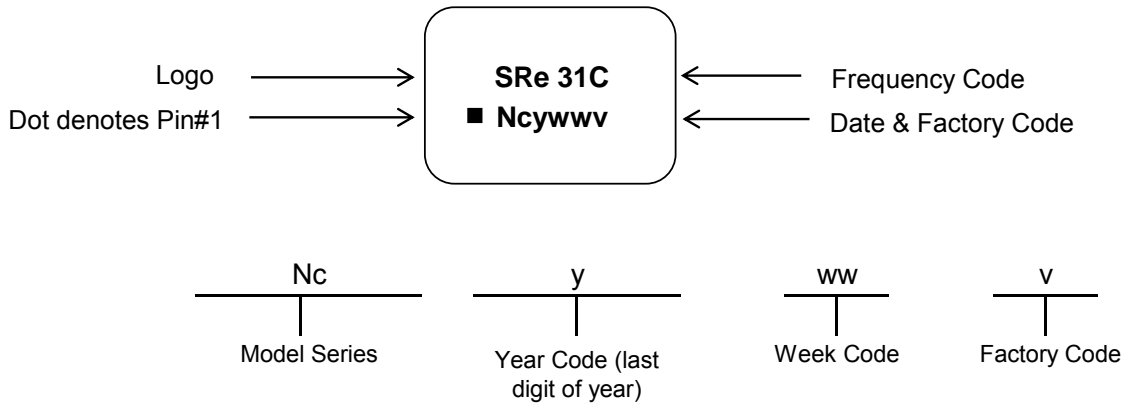 Logo
SRe 31C
Frequency Code
Dot denotes Pin#1
Ncywwv
Date & Factory Code
Nc
y
ww
v
Model Series
Year Code (last
digit of year)
Week Code
Factory Code